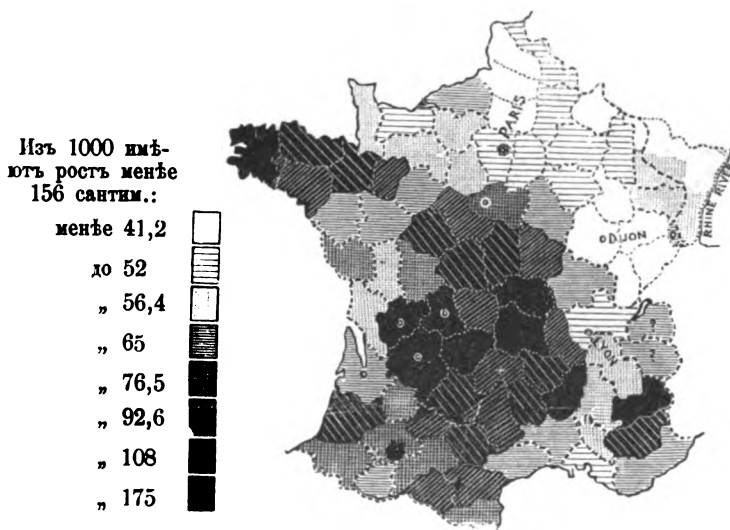 Изъ 1000 имѣ-
ютъ ростъ менѣе
156 сантим.:
менѣе 41,2
до 52
„ 56,4
„ 65
„ 76,5
„ 92,6
„ 108
„ 175
PARIS
RHINE RIVER
DIJON
LYON
?
?